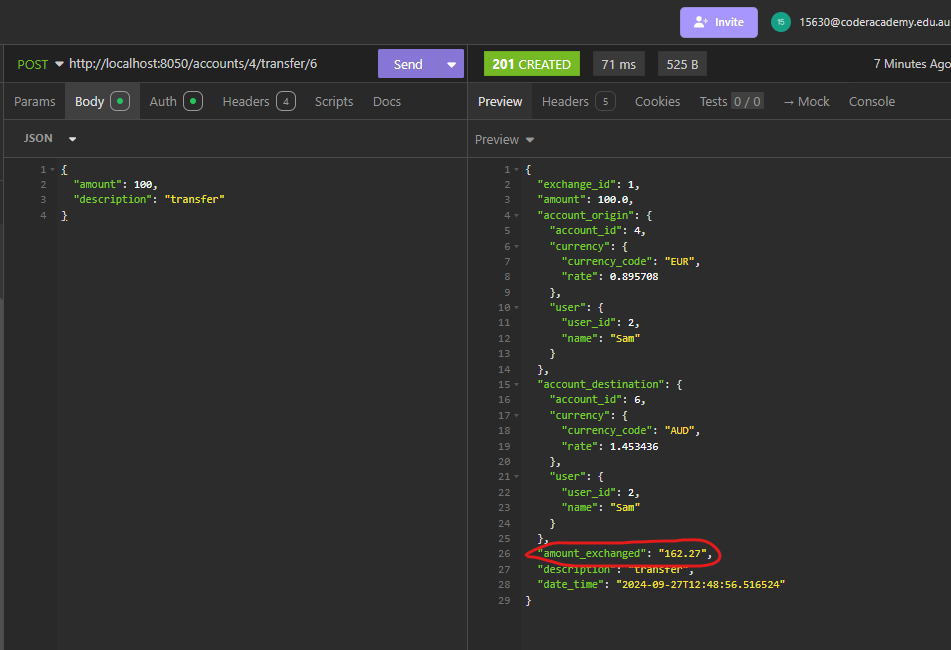 Invite 15 15630@coderacademy.edu.au
POST http://localhost:8050/accounts/4/transfer/6 Send 201 CREATED 71 ms 525 B 7 Minutes Ago
Params Body Auth Headers 4 Scripts Docs Preview Headers 5 Cookies Tests 0 / 0 → Mock Console
JSON Preview
1 {
2 "amount": 100,
3 "description": "transfer"
4 }
1 {
2 "exchange_id": 1,
3 "amount": 100.0,
4 "account_origin": {
5 "account_id": 4,
6 "currency": {
7 "currency_code": "EUR",
8 "rate": 0.895708
9 },
10 "user": {
11 "user_id": 2,
12 "name": "Sam"
13 }
14 },
15 "account_destination": {
16 "account_id": 6,
17 "currency": {
18 "currency_code": "AUD",
19 "rate": 1.453436
20 },
21 "user": {
22 "user_id": 2,
23 "name": "Sam"
24 }
25 },
26 "amount_exchanged": "162.27",
27 "description": "transfer",
28 "date_time": "2024-09-27T12:48:56.516524"
29 }